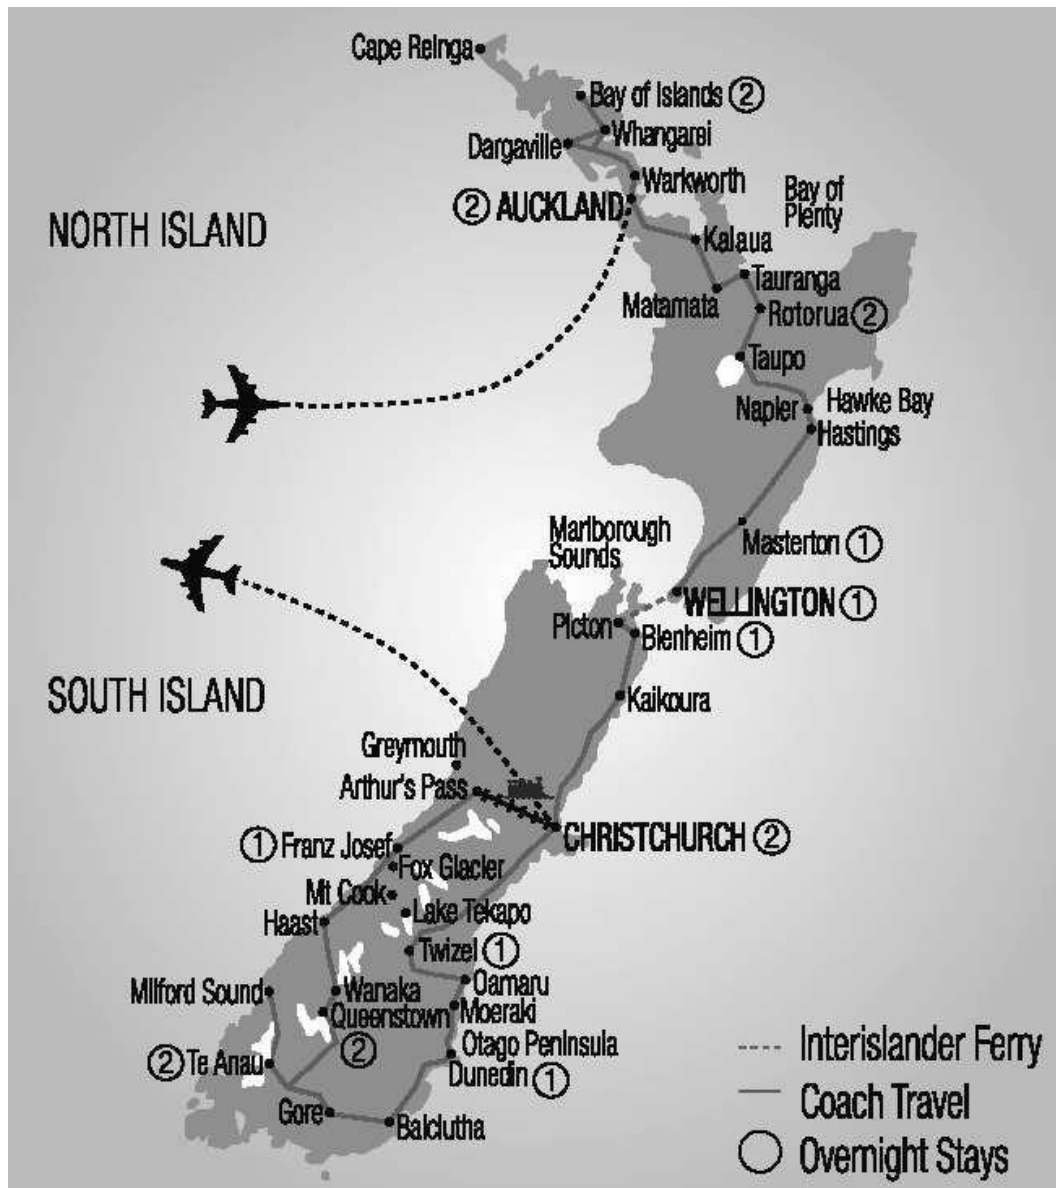 Cape Reinga
Bay of Islands 2
Whangarei
Dargaville
Warkworth
2 AUCKLAND
Bay of
Plenty
NORTH ISLAND
Kalaua
Tauranga
Matamata
Rotorua 2
Taupo
Napier
Hawke Bay
Hastings
Marlborough
Sounds
Masterton 1
WELLINGTON 1
Picton
Blenheim 1
SOUTH ISLAND
Kaikoura
Greymouth
Arthur's Pass
CHRISTCHURCH 2
1 Franz Josef
Fox Glacier
Mt Cook
Lake Tekapo
Haast
Twizel 1
Oamaru
Milford Sound
Wanaka
Moeraki
Queenstown
2
Otago Peninsula
2 Te Anau
Dunedin 1
Gore
Balclutha
Interislander Ferry
Coach Travel
Overnight Stays